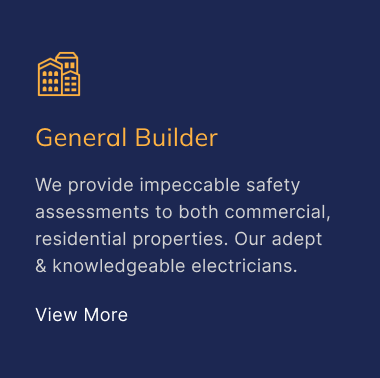 General Builder
We provide impeccable safety
assessments to both commercial,
residential properties. Our adept
& knowledgeable electricians.
View More